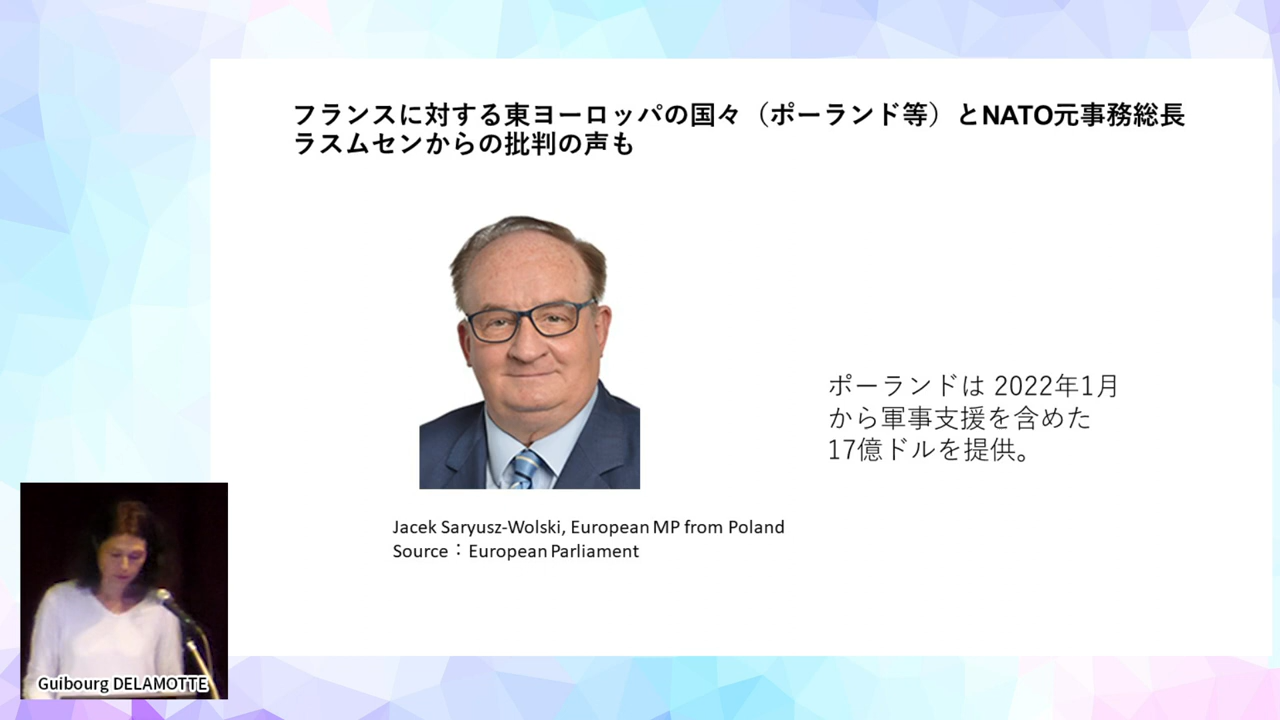 フランスに対する東ヨーロッパの国々（ポーランド等）とNATO元事務総長
ラスムセンからの批判の声も
ポーランドは 2022年1月
から軍事支援を含めた
17億ドルを提供。
Jacek Saryusz-Wolski, European MP from Poland
Source：European Parliament
Guibourg DELAMOTTE